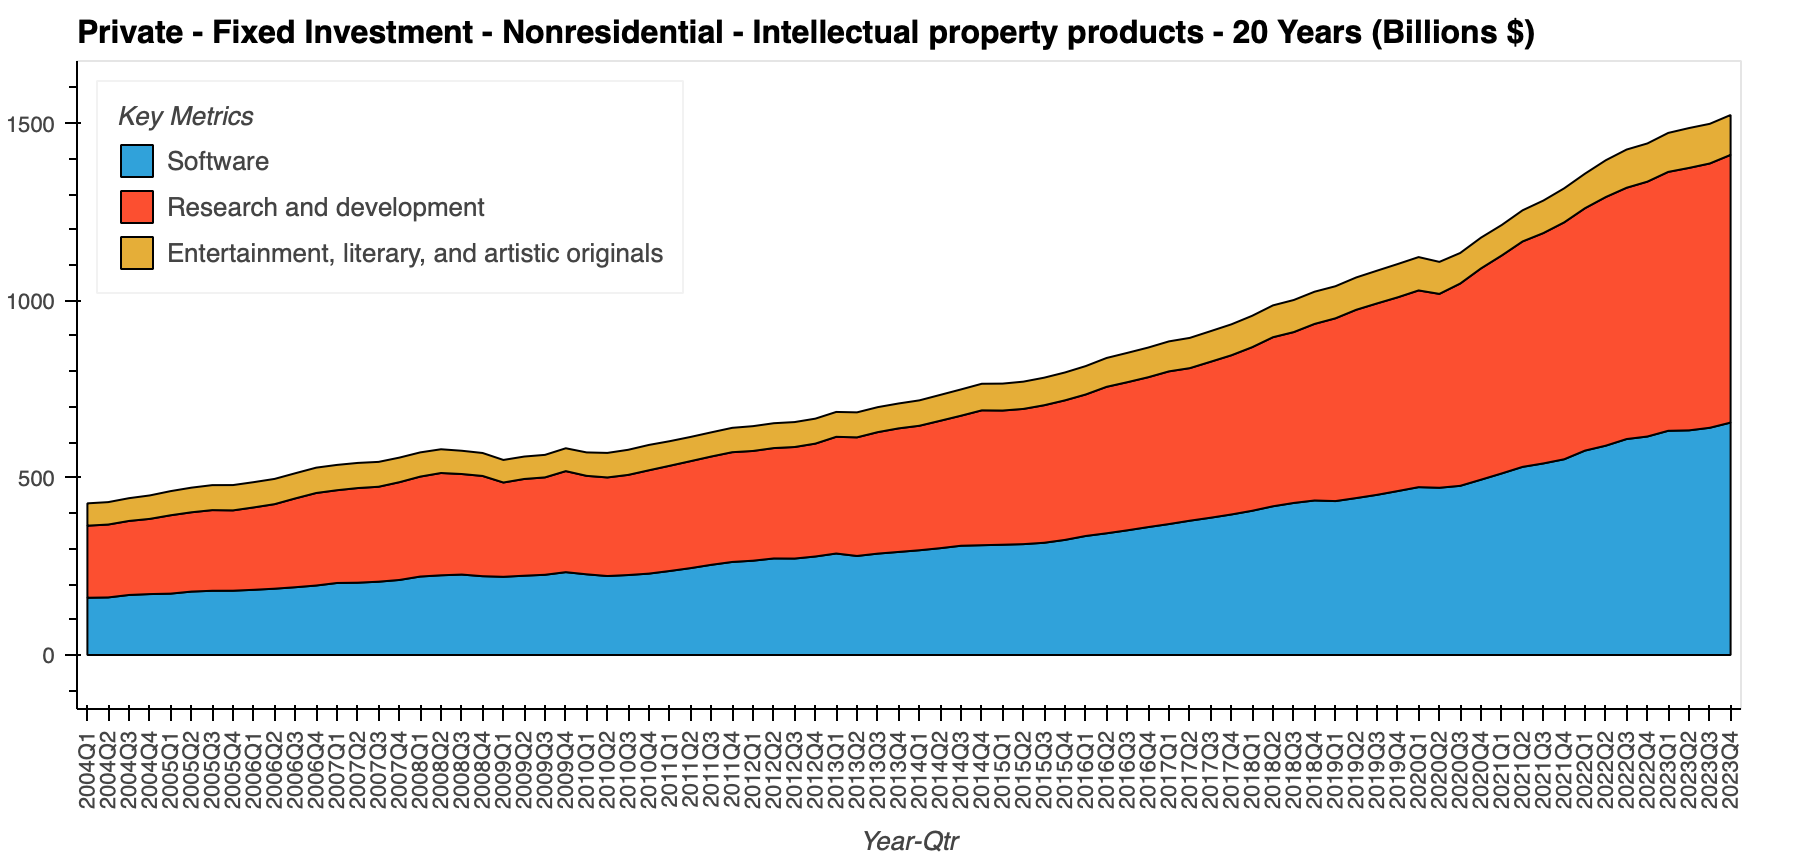 Private - Fixed Investment - Nonresidential - Intellectual property products - 20 Years (Billions $)
Key Metrics
Software
Research and development
Entertainment, literary, and artistic originals
1500
1000
500
0
2004Q1
2004Q2
2004Q3
2004Q4
2005Q1
2005Q2
2005Q3
2005Q4
2006Q1
2006Q2
2006Q3
2006Q4
2007Q1
2007Q2
2007Q3
2007Q4
2008Q1
2008Q2
2008Q3
2008Q4
2009Q1
2009Q2
2009Q3
2009Q4
2010Q1
2010Q2
2010Q3
2010Q4
2011Q1
2011Q2
2011Q3
2011Q4
2012Q1
2012Q2
2012Q3
2012Q4
2013Q1
2013Q2
2013Q3
2013Q4
2014Q1
2014Q2
2014Q3
2014Q4
2015Q1
2015Q2
2015Q3
2015Q4
2016Q1
2016Q2
2016Q3
2016Q4
2017Q1
2017Q2
2017Q3
2017Q4
2018Q1
2018Q2
2018Q3
2018Q4
2019Q1
2019Q2
2019Q3
2019Q4
2020Q1
2020Q2
2020Q3
2020Q4
2021Q1
2021Q2
2021Q3
2021Q4
2022Q1
2022Q2
2022Q3
2022Q4
2023Q1
2023Q2
2023Q3
2023Q4
Year-Qtr